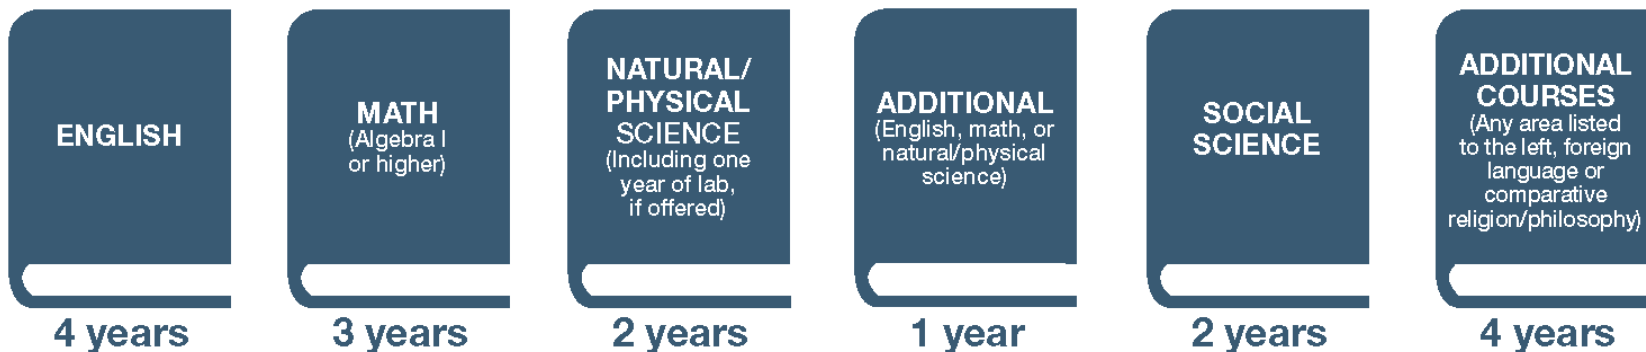 ENGLISH
4 years
MATH
(Algebra I
or higher)
3 years
NATURAL/
PHYSICAL
SCIENCE
(Including one
year of lab,
if offered)
2 years
ADDITIONAL
(English, math, or
natural/physical
science)
1 year
SOCIAL
SCIENCE
2 years
ADDITIONAL
COURSES
(Any area listed
to the left, foreign
language or
comparative
religion/philosophy)
4 years